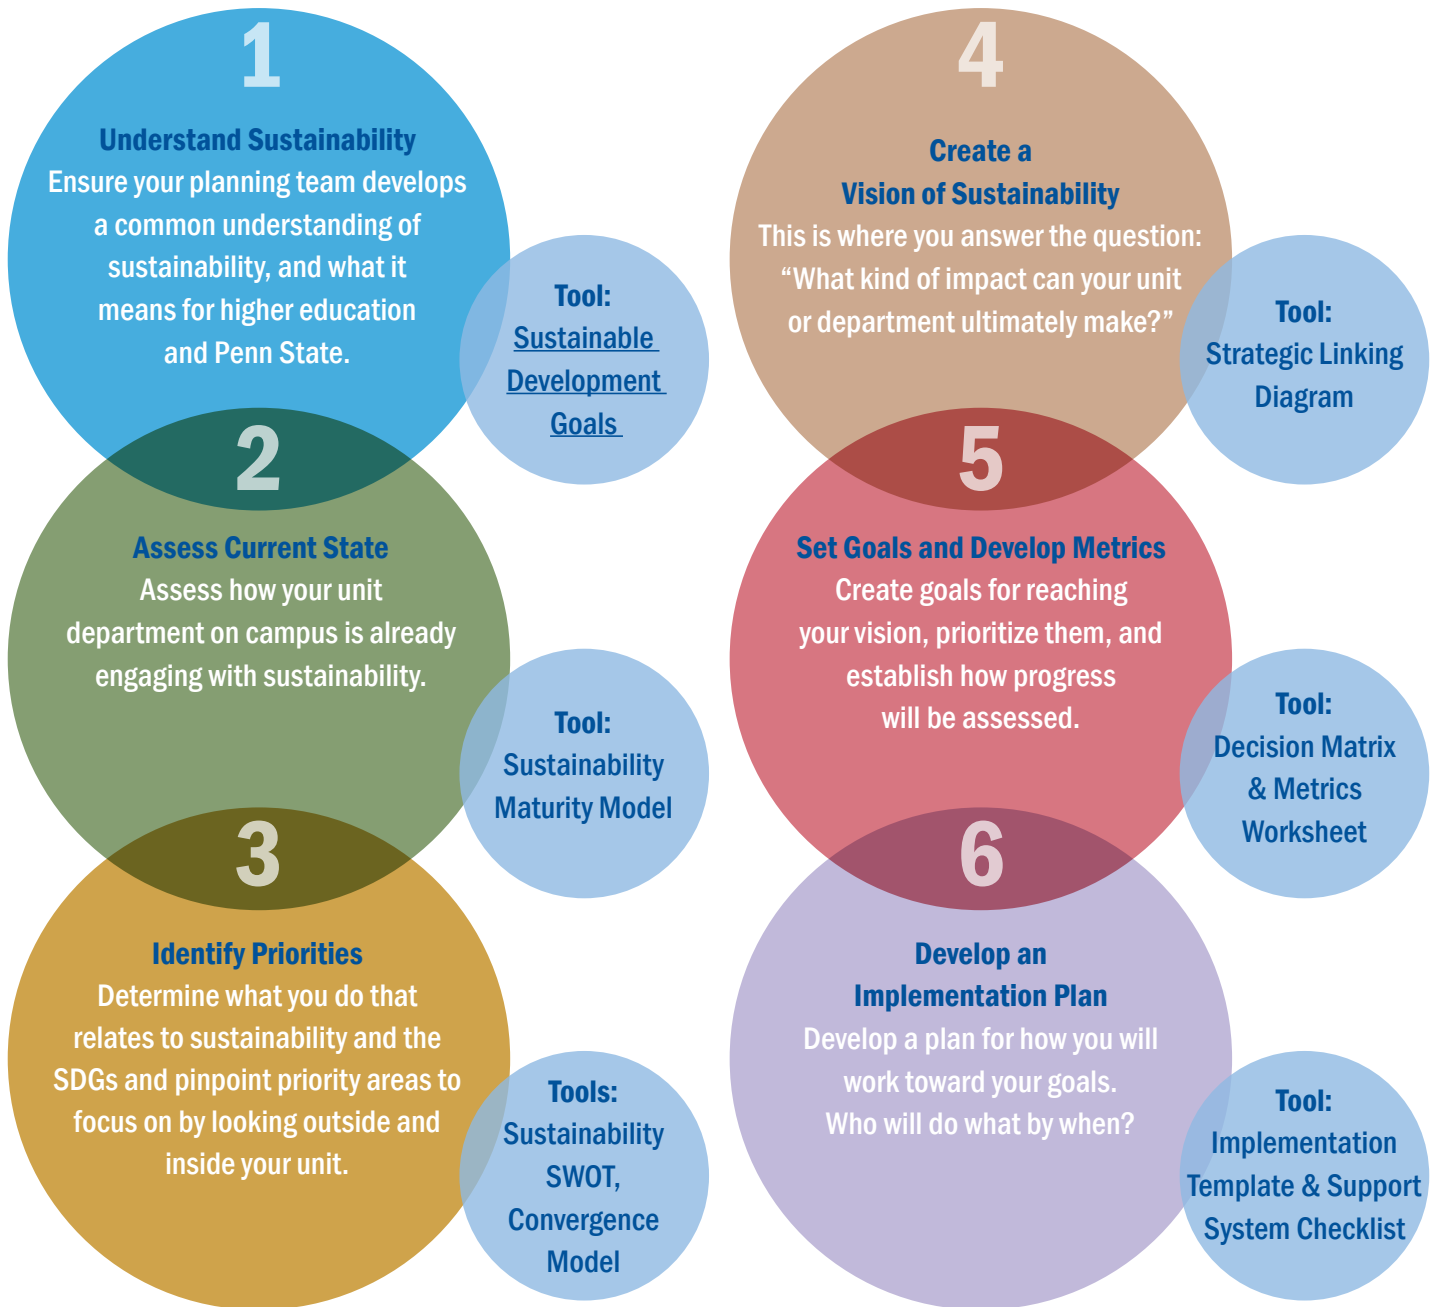 1
Understand Sustainability
Ensure your planning team develops
a common understanding of
sustainability, and what it
means for higher education
and Penn State.
Tool:
Sustainable
Development
Goals
2
Assess Current State
Assess how your unit
department on campus is already
engaging with sustainability.
Tool:
Sustainability
Maturity Model
3
Identify Priorities
Determine what you do that
relates to sustainability and the
SDGs and pinpoint priority areas to
focus on by looking outside and
inside your unit.
Tools:
Sustainability
SWOT,
Convergence
Model
4
Create a
Vision of Sustainability
This is where you answer the question:
“What kind of impact can your unit
or department ultimately make?”
Tool:
Strategic Linking
Diagram
5
Set Goals and Develop Metrics
Create goals for reaching
your vision, prioritize them, and
establish how progress
will be assessed.
Tool:
Decision Matrix
& Metrics
Worksheet
6
Develop an
Implementation Plan
Develop a plan for how you will
work toward your goals.
Who will do what by when?
Tool:
Implementation
Template & Support
System Checklist